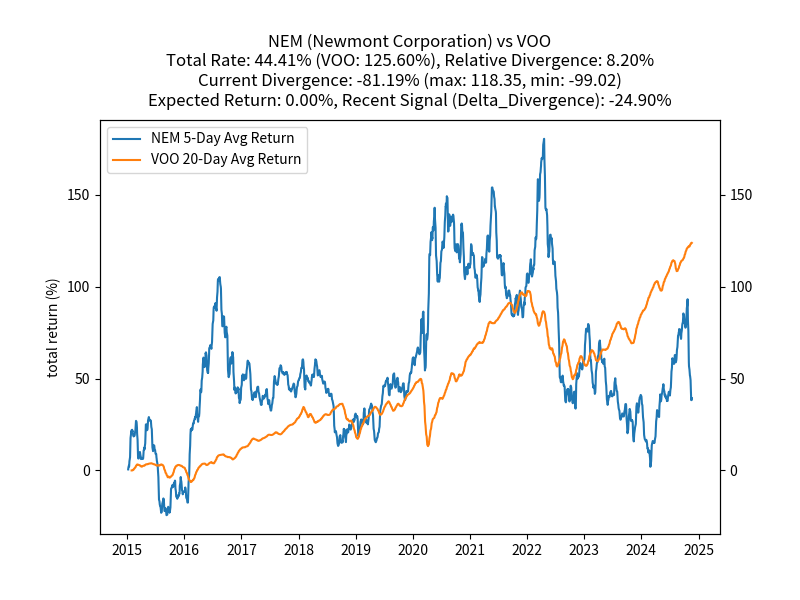 NEM (Newmont Corporation) vs VOO
Total Rate: 44.41% (VOO: 125.60%), Relative Divergence: 8.20%
Current Divergence: -81.19% (max: 118.35, min: -99.02)
Expected Return: 0.00%, Recent Signal (Delta_Divergence): -24.90%
NEM 5-Day Avg Return
VOO 20-Day Avg Return
total return (%)
150
100
50
0
150
100
50
0
2015 2016 2017 2018 2019 2020 2021 2022 2023 2024 2025